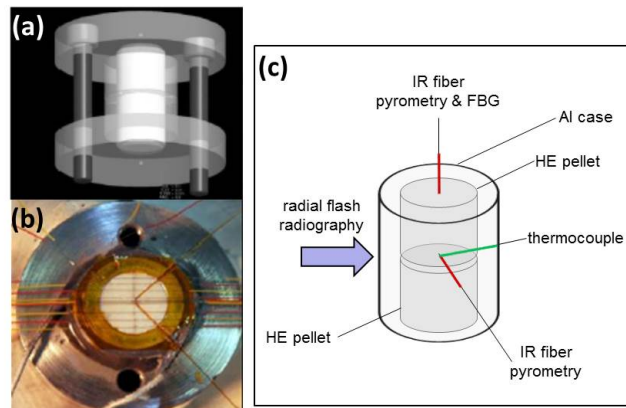 (a)
(b)
(c)
IR fiber
pyrometry & FBG
Al case
HE pellet
radial flash
radiography
thermocouple
HE pellet
IR fiber
pyrometry